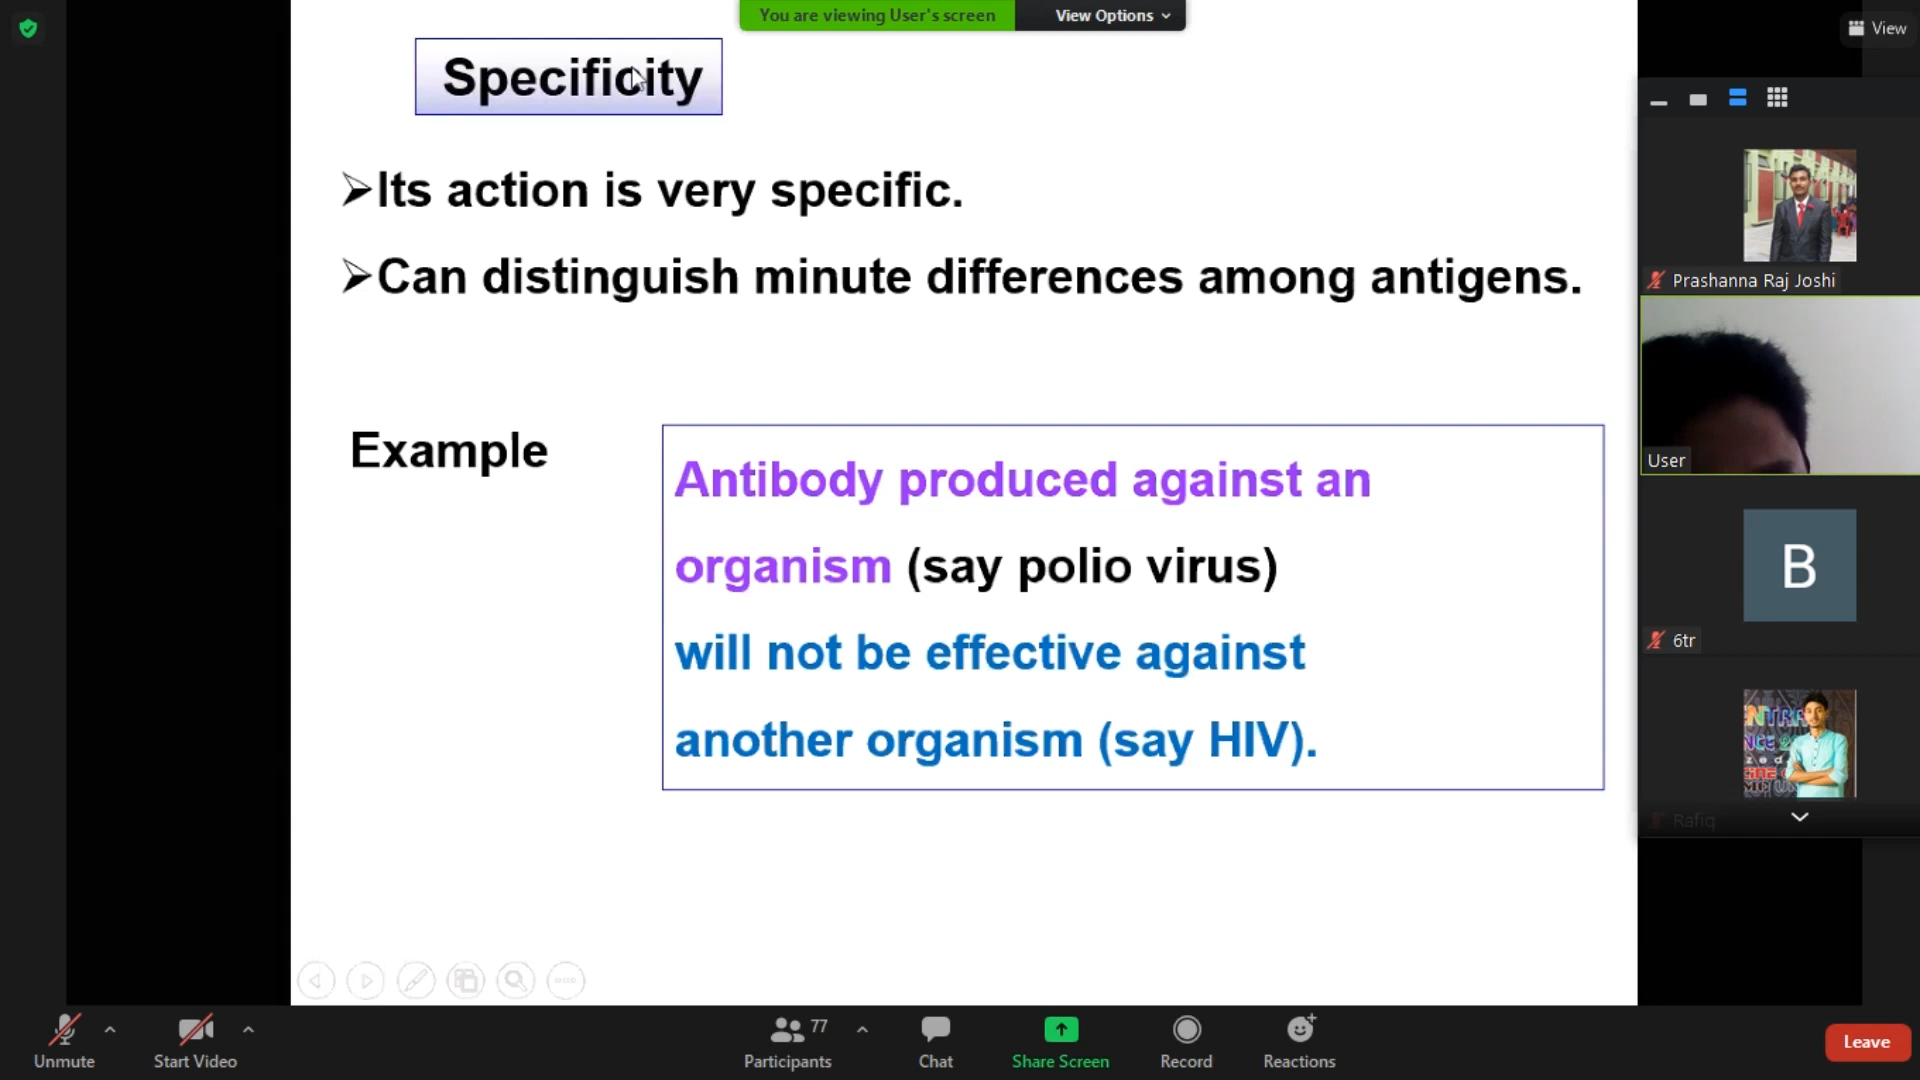 You are viewing User's screen
View Options
View
Specificity
➢Its action is very specific.
➢Can distinguish minute differences among antigens.
Example
Antibody produced against an
organism (say polio virus)
will not be effective against
another organism (say HIV).
Prashanna Raj Joshi
User
B
6tr
Rafiq
Unmute
Start Video
77
Participants
Chat
Share Screen
Record
Reactions
Leave